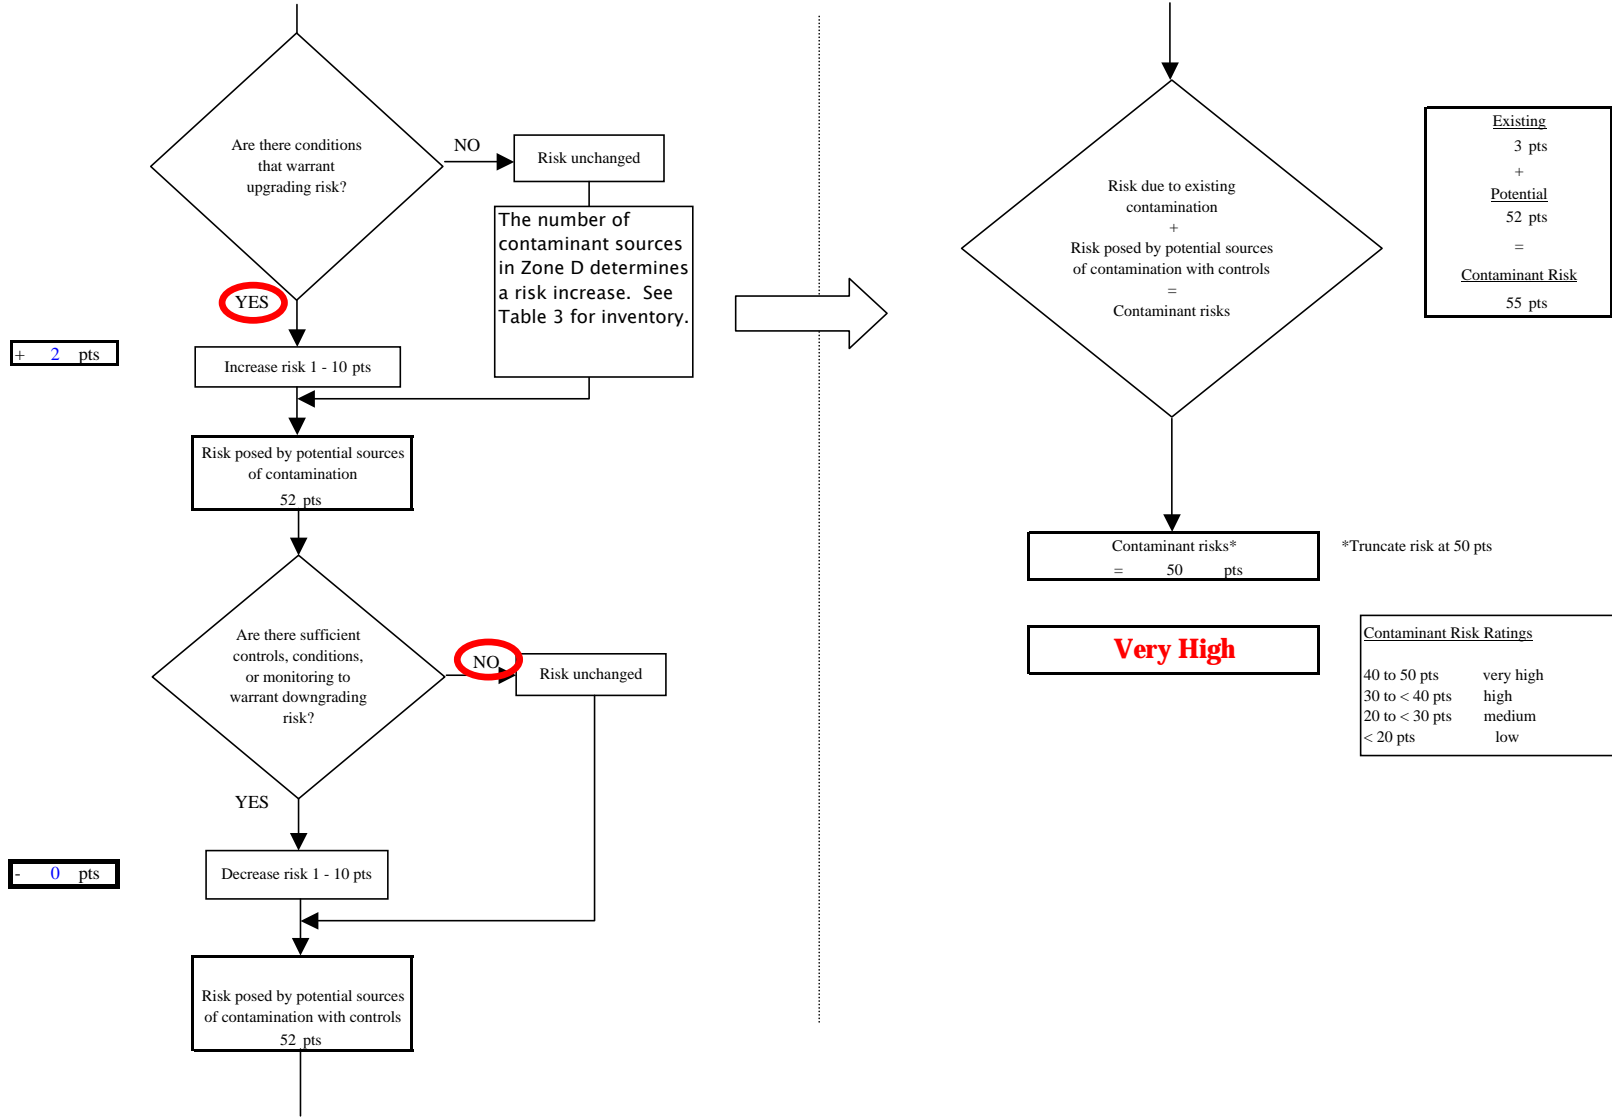 Are there conditions
that warrant
upgrading risk?
NO
Risk unchanged
The number of
contaminant sources
in Zone D determines
a risk increase.  See
Table 3 for inventory.
YES
+ 2 pts
Increase risk 1 - 10 pts
Risk posed by potential sources
of contamination
52 pts
Are there sufficient
controls, conditions,
or monitoring to
warrant downgrading
risk?
NO
Risk unchanged
YES
- 0 pts
Decrease risk 1 - 10 pts
Risk posed by potential sources
of contamination with controls
52 pts
Risk due to existing
contamination
+
Risk posed by potential sources
of contamination with controls
=
Contaminant risks
Existing
3 pts
+
Potential
52 pts
=
Contaminant Risk
55 pts
Contaminant risks*
= 50 pts
*Truncate risk at 50 pts
Very High
Contaminant Risk Ratings
40 to 50 pts very high
30 to < 40 pts high
20 to < 30 pts medium
< 20 pts low